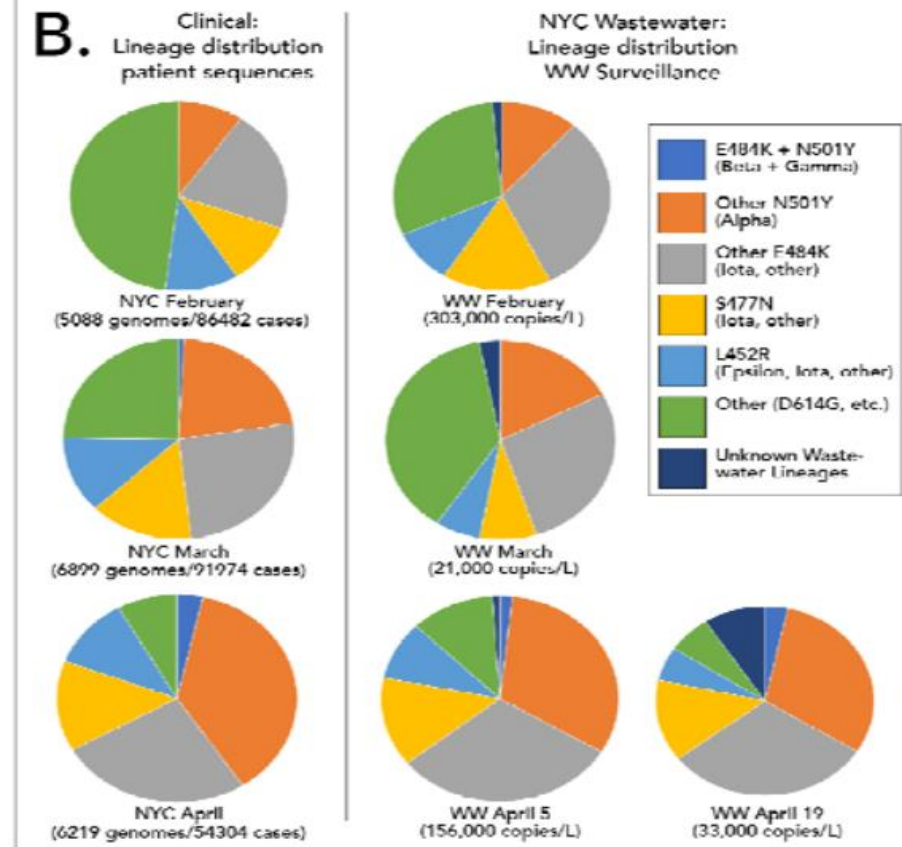 B.
Clinical:
Lineage distribution
patient sequences
NYC Wastewater:
Lineage distribution
WW Surveillance
NYC February
(5088 genomes/86482 cases)
WW February
(303,000 copies/L)
E484K + N501Y
(Beta + Gamma)
Other N501Y
(Alpha)
Other E484K
(Iota, other)
S477N
(Iota, other)
L452R
(Epsilon, Iota, other)
Other (D614G, etc.)
Unknown Waste-
water Lineages
NYC March
(6899 genomes/91974 cases)
WW March
(21,000 copies/L)
NYC April
(6219 genomes/54304 cases)
WW April 5
(156,000 copies/L)
WW April 19
(33,000 copies/L)